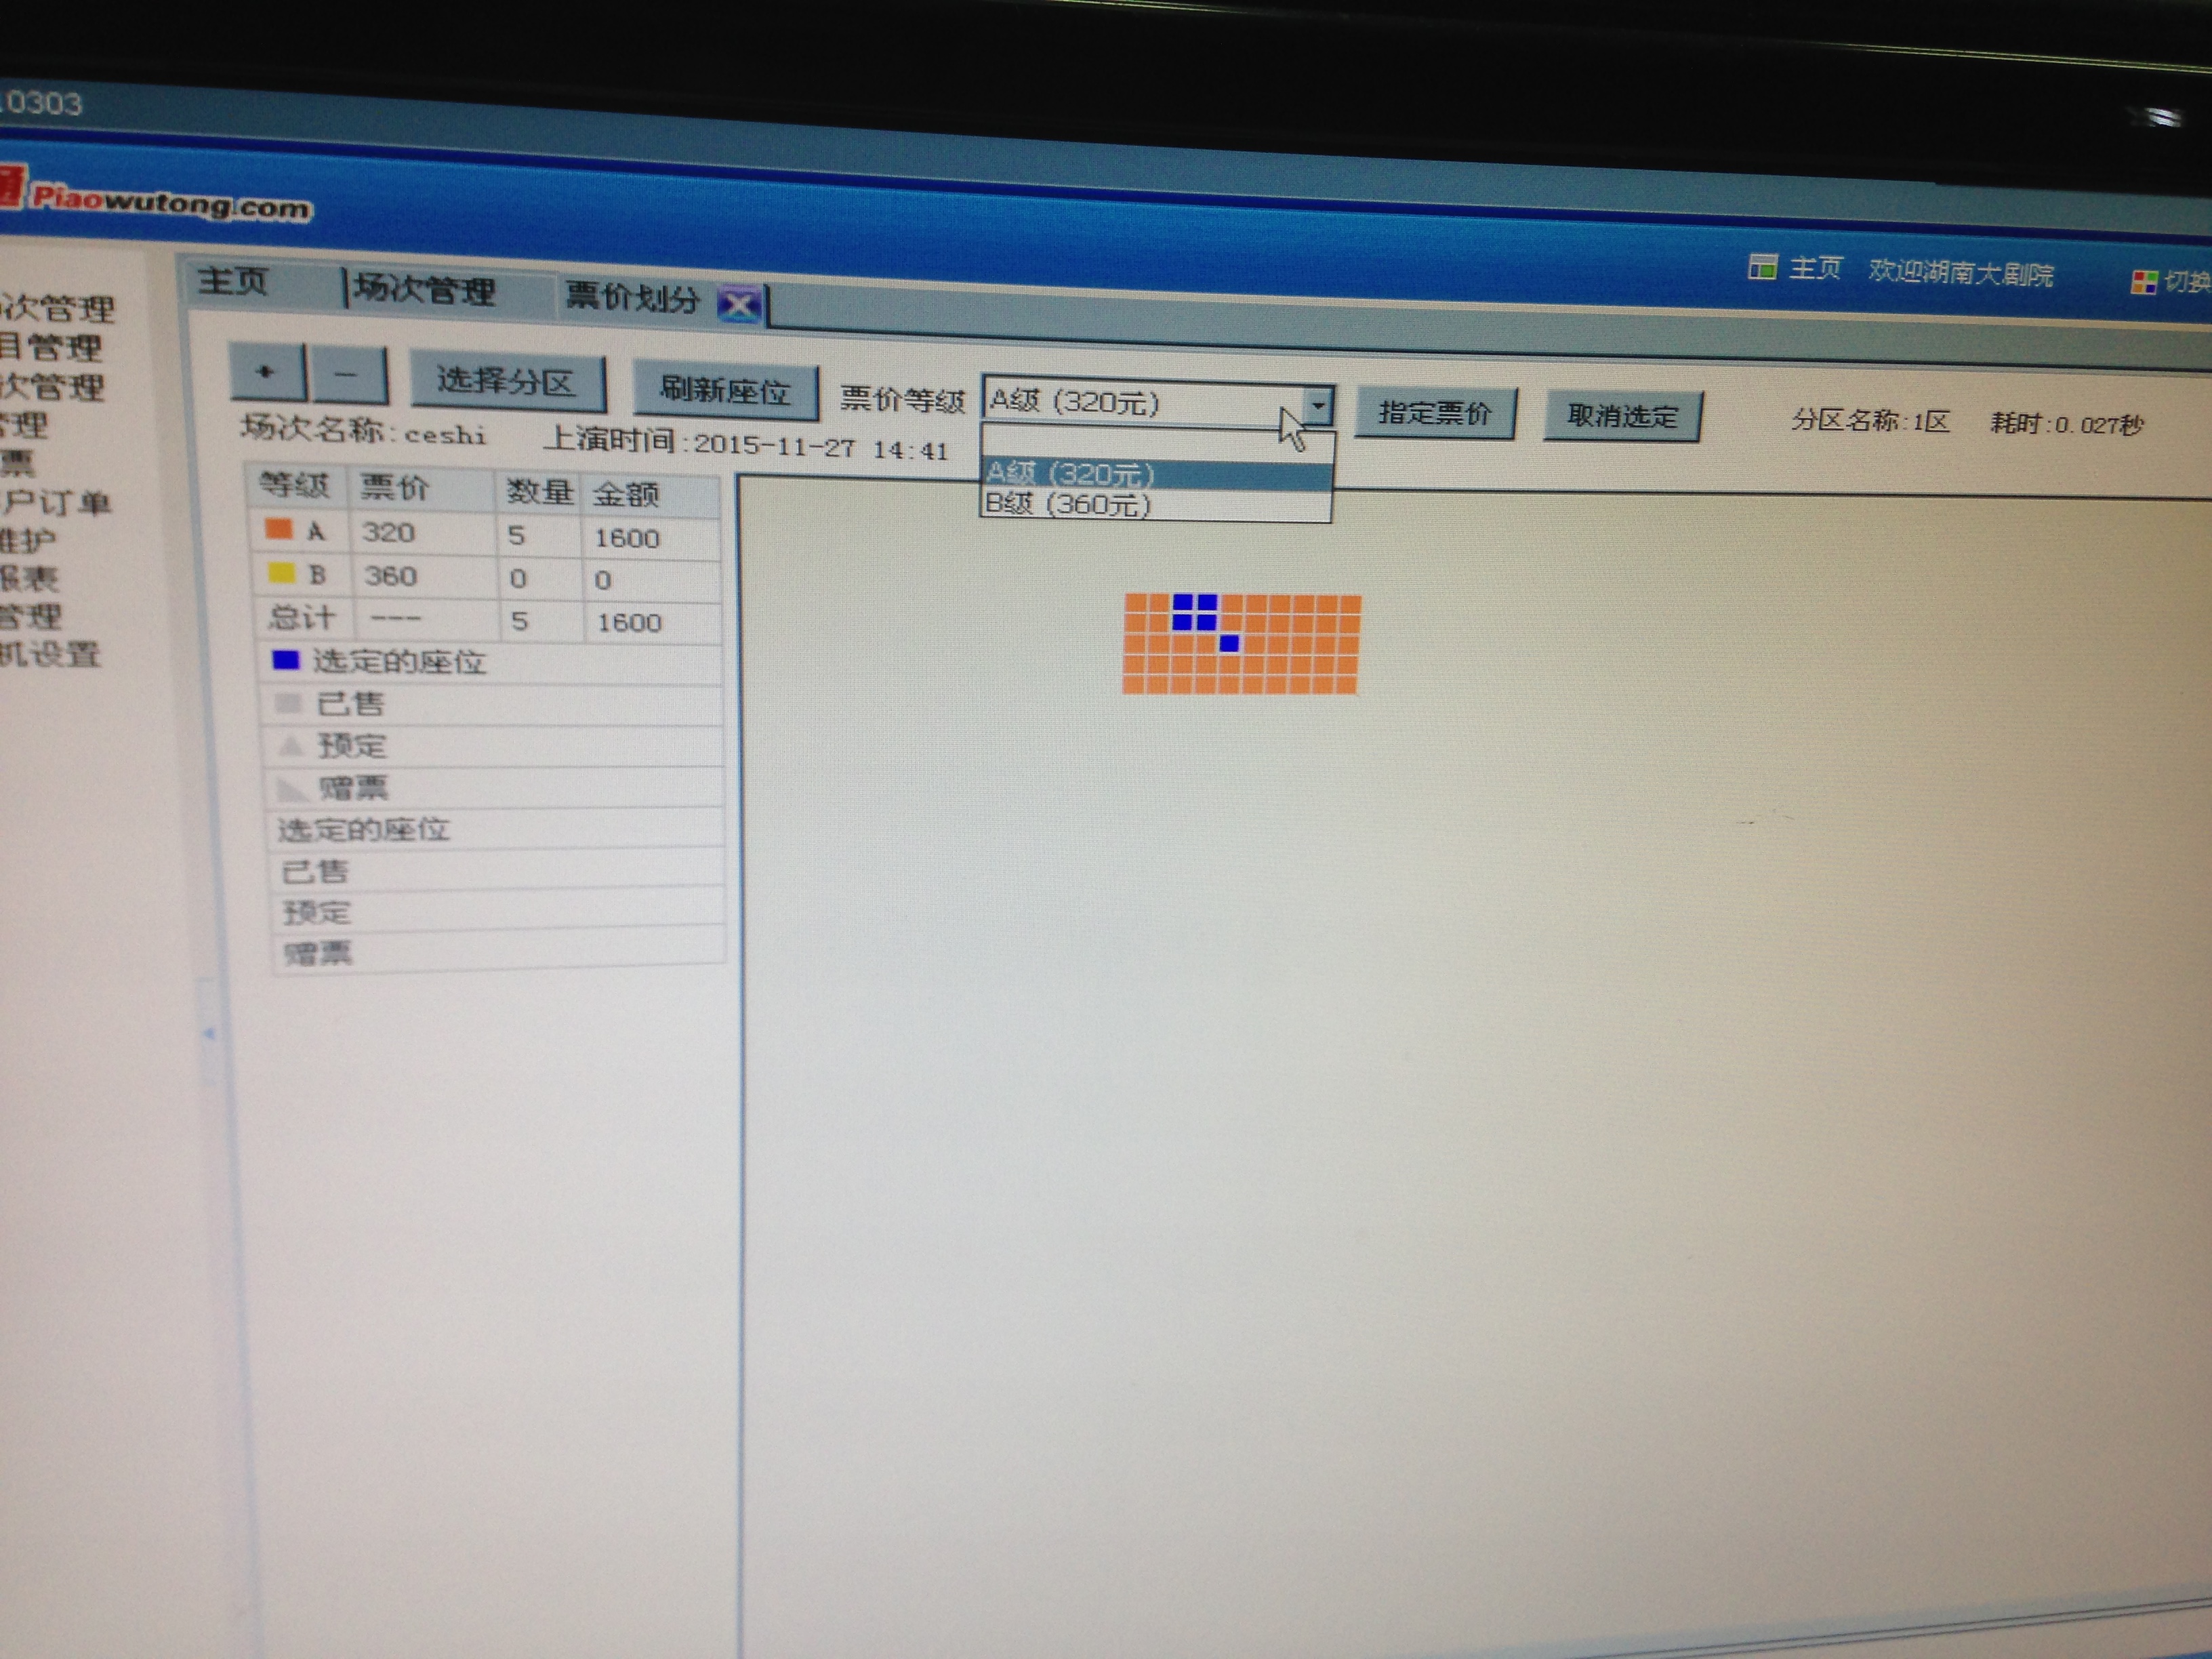 .0303
通 Piaowutong.com
主页 欢迎湖南大剧院 切换
主页 场次管理 票价划分
次管理
目管理
次管理
管理
票
户订单
维护
报表
管理
机设置
+ - 选择分区 刷新座位 票价等级 A级 (320元) 指定票价 取消选定 分区名称:1区 耗时:0.027秒
A级 (320元)
B级 (360元)
场次名称:ceshi 上演时间:2015-11-27 14:41
等级 票价 数量 金额
A 320 5 1600
B 360 0 0
总计 --- 5 1600
选定的座位
已售
预定
赠票
选定的座位
已售
预定
赠票